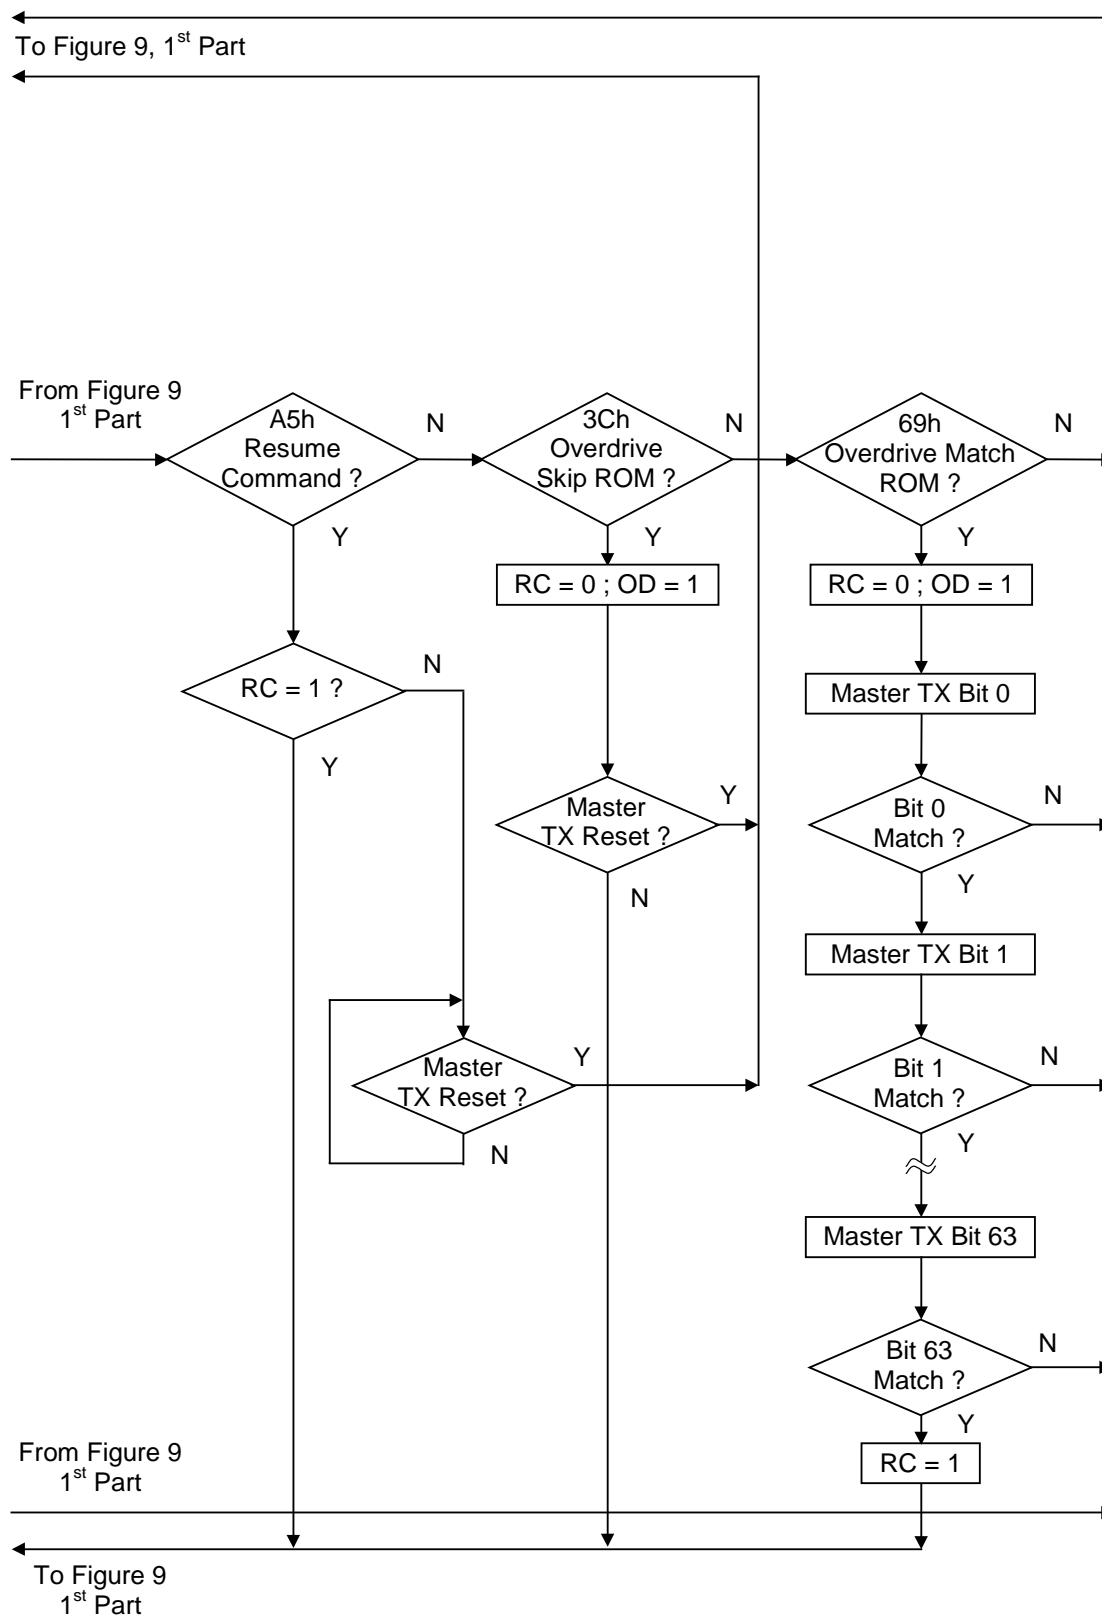 To Figure 9, 1st Part
From Figure 9
1st Part
A5h
Resume
Command ?
N
Y
3Ch
Overdrive
Skip ROM ?
N
Y
69h
Overdrive Match
ROM ?
N
Y
RC = 0 ; OD = 1
RC = 0 ; OD = 1
RC = 1 ?
N
Y
Master TX Bit 0
Master
TX Reset ?
Y
N
Bit 0
Match ?
N
Y
Master TX Bit 1
Master
TX Reset ?
Y
N
Bit 1
Match ?
N
Y
Master TX Bit 63
Bit 63
Match ?
N
Y
RC = 1
From Figure 9
1st Part
To Figure 9
1st Part